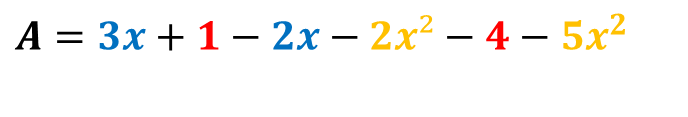 A = 3x + 1 − 2x − 2x² − 4 − 5x²